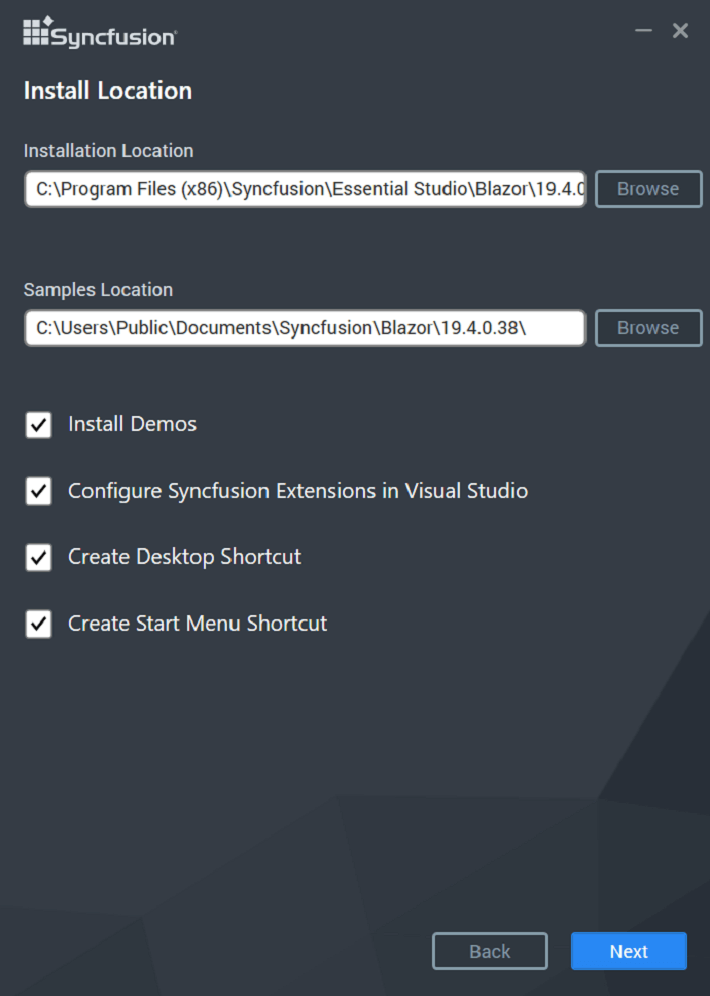 Syncfusion
Install Location
Installation Location
C:\Program Files (x86)\Syncfusion\Essential Studio\Blazor\19.4.0
Browse
Samples Location
C:\Users\Public\Documents\Syncfusion\Blazor\19.4.0.38\
Browse
Install Demos
Configure Syncfusion Extensions in Visual Studio
Create Desktop Shortcut
Create Start Menu Shortcut
Back
Next